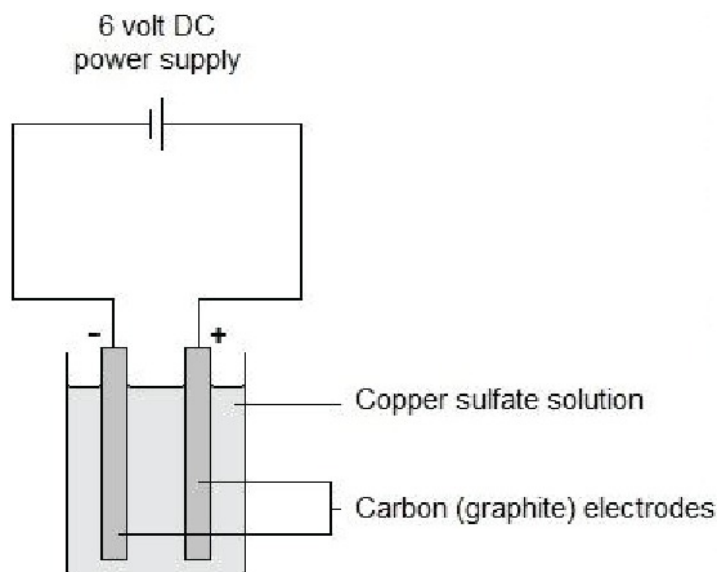 6 volt DC
power supply
- +
Copper sulfate solution
Carbon (graphite) electrodes